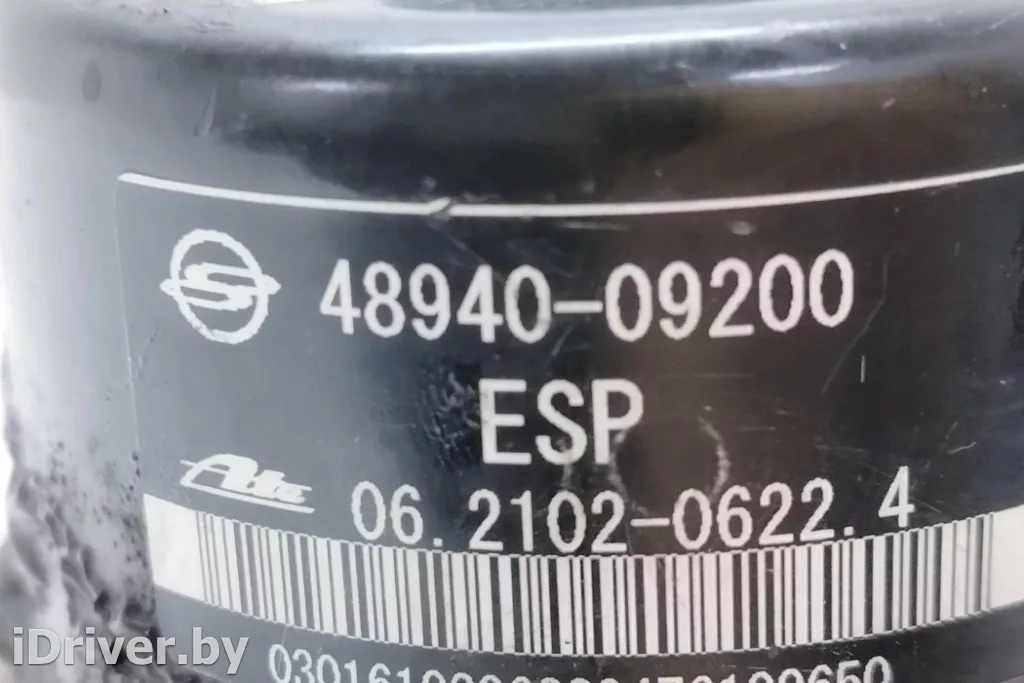 48940-09200
ESP
Ate
06.2102-0622.4
iDriver.by